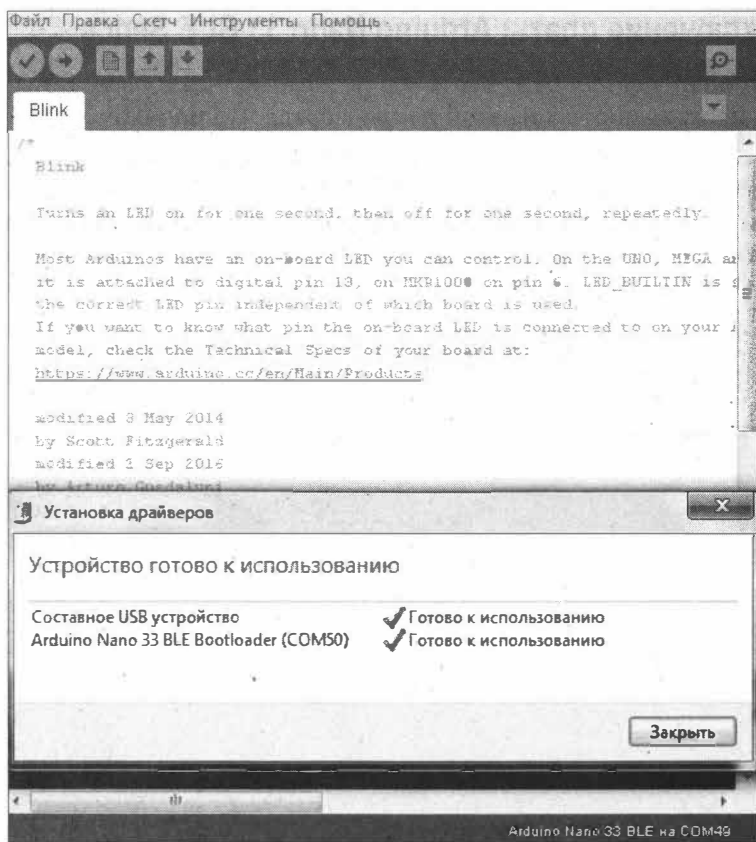 Файл Правка Скетч Инструменты Помощь
Blink
/*
Blink
Turns an LED on for one second, then off for one second, repeatedly.
Most Arduinos have an on-board LED you can control. On the UNO, MEGA
it is attached to digital pin 13, on MKR1000 on pin 6. LED_BUILTIN is
the correct LED pin independent of which board is used.
If you want to know what pin the on-board LED is connected to on your
model, check the Technical Specs of your board at:
https://www.arduino.cc/en/Main/Products
modified 8 May 2014
by Scott Fitzgerald
modified 2 Sep 2016
by Arturo Guadalupi
Установка драйверов
Устройство готово к использованию
Составное USB устройство Готово к использованию
Arduino Nano 33 BLE Bootloader (COM50) Готово к использованию
Закрыть
Arduino Nano 33 BLE на COM49